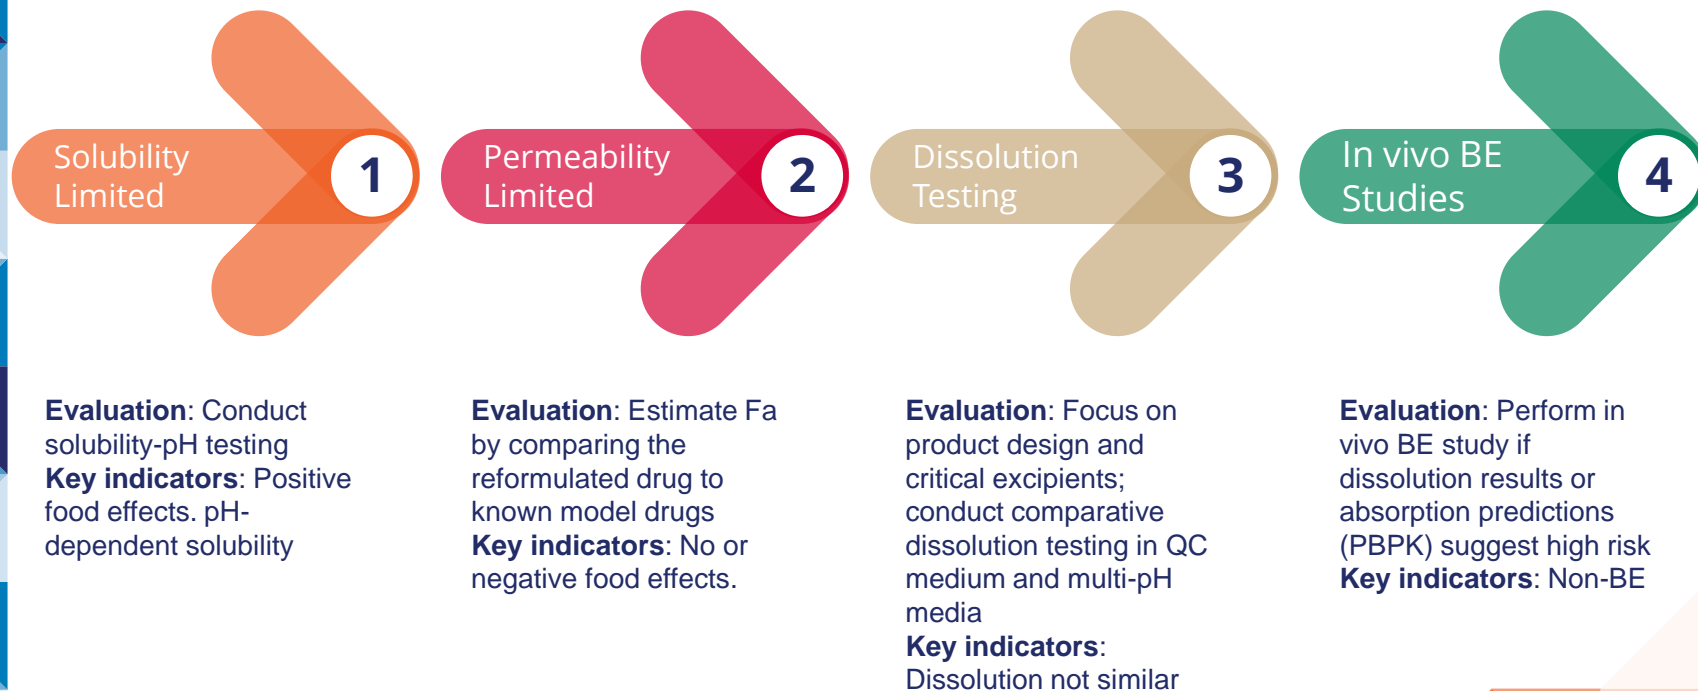 Solubility
Limited
1
Permeability
Limited
2
Dissolution
Testing
3
In vivo BE
Studies
4
Evaluation: Conduct
solubility-pH testing
Key indicators: Positive
food effects. pH-
dependent solubility
Evaluation: Estimate Fa
by comparing the
reformulated drug to
known model drugs
Key indicators: No or
negative food effects.
Evaluation: Focus on
product design and
critical excipients;
conduct comparative
dissolution testing in QC
medium and multi-pH
media
Key indicators:
Dissolution not similar
Evaluation: Perform in
vivo BE study if
dissolution results or
absorption predictions
(PBPK) suggest high risk
Key indicators: Non-BE